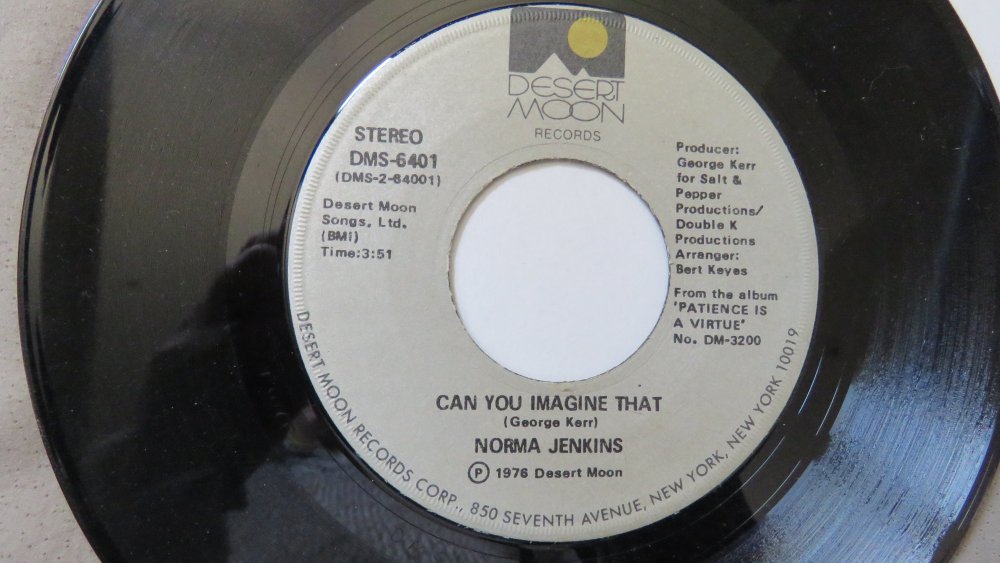 DESERT
MOON
RECORDS
STEREO
DMS-6401
(DMS-2-64001)
Desert Moon
Songs, Ltd.
(BMI)
Time:3:51
Producer:
George Kerr
for Salt &
Pepper
Productions/
Double K
Productions
Arranger:
Bert Keyes
From the album
'PATIENCE IS
A VIRTUE'
No. DM-3200
CAN YOU IMAGINE THAT
(George Kerr)
NORMA JENKINS
Ⓟ 1976 Desert Moon
DESERT MOON RECORDS CORP., 850 SEVENTH AVENUE, NEW YORK, NEW YORK 10019